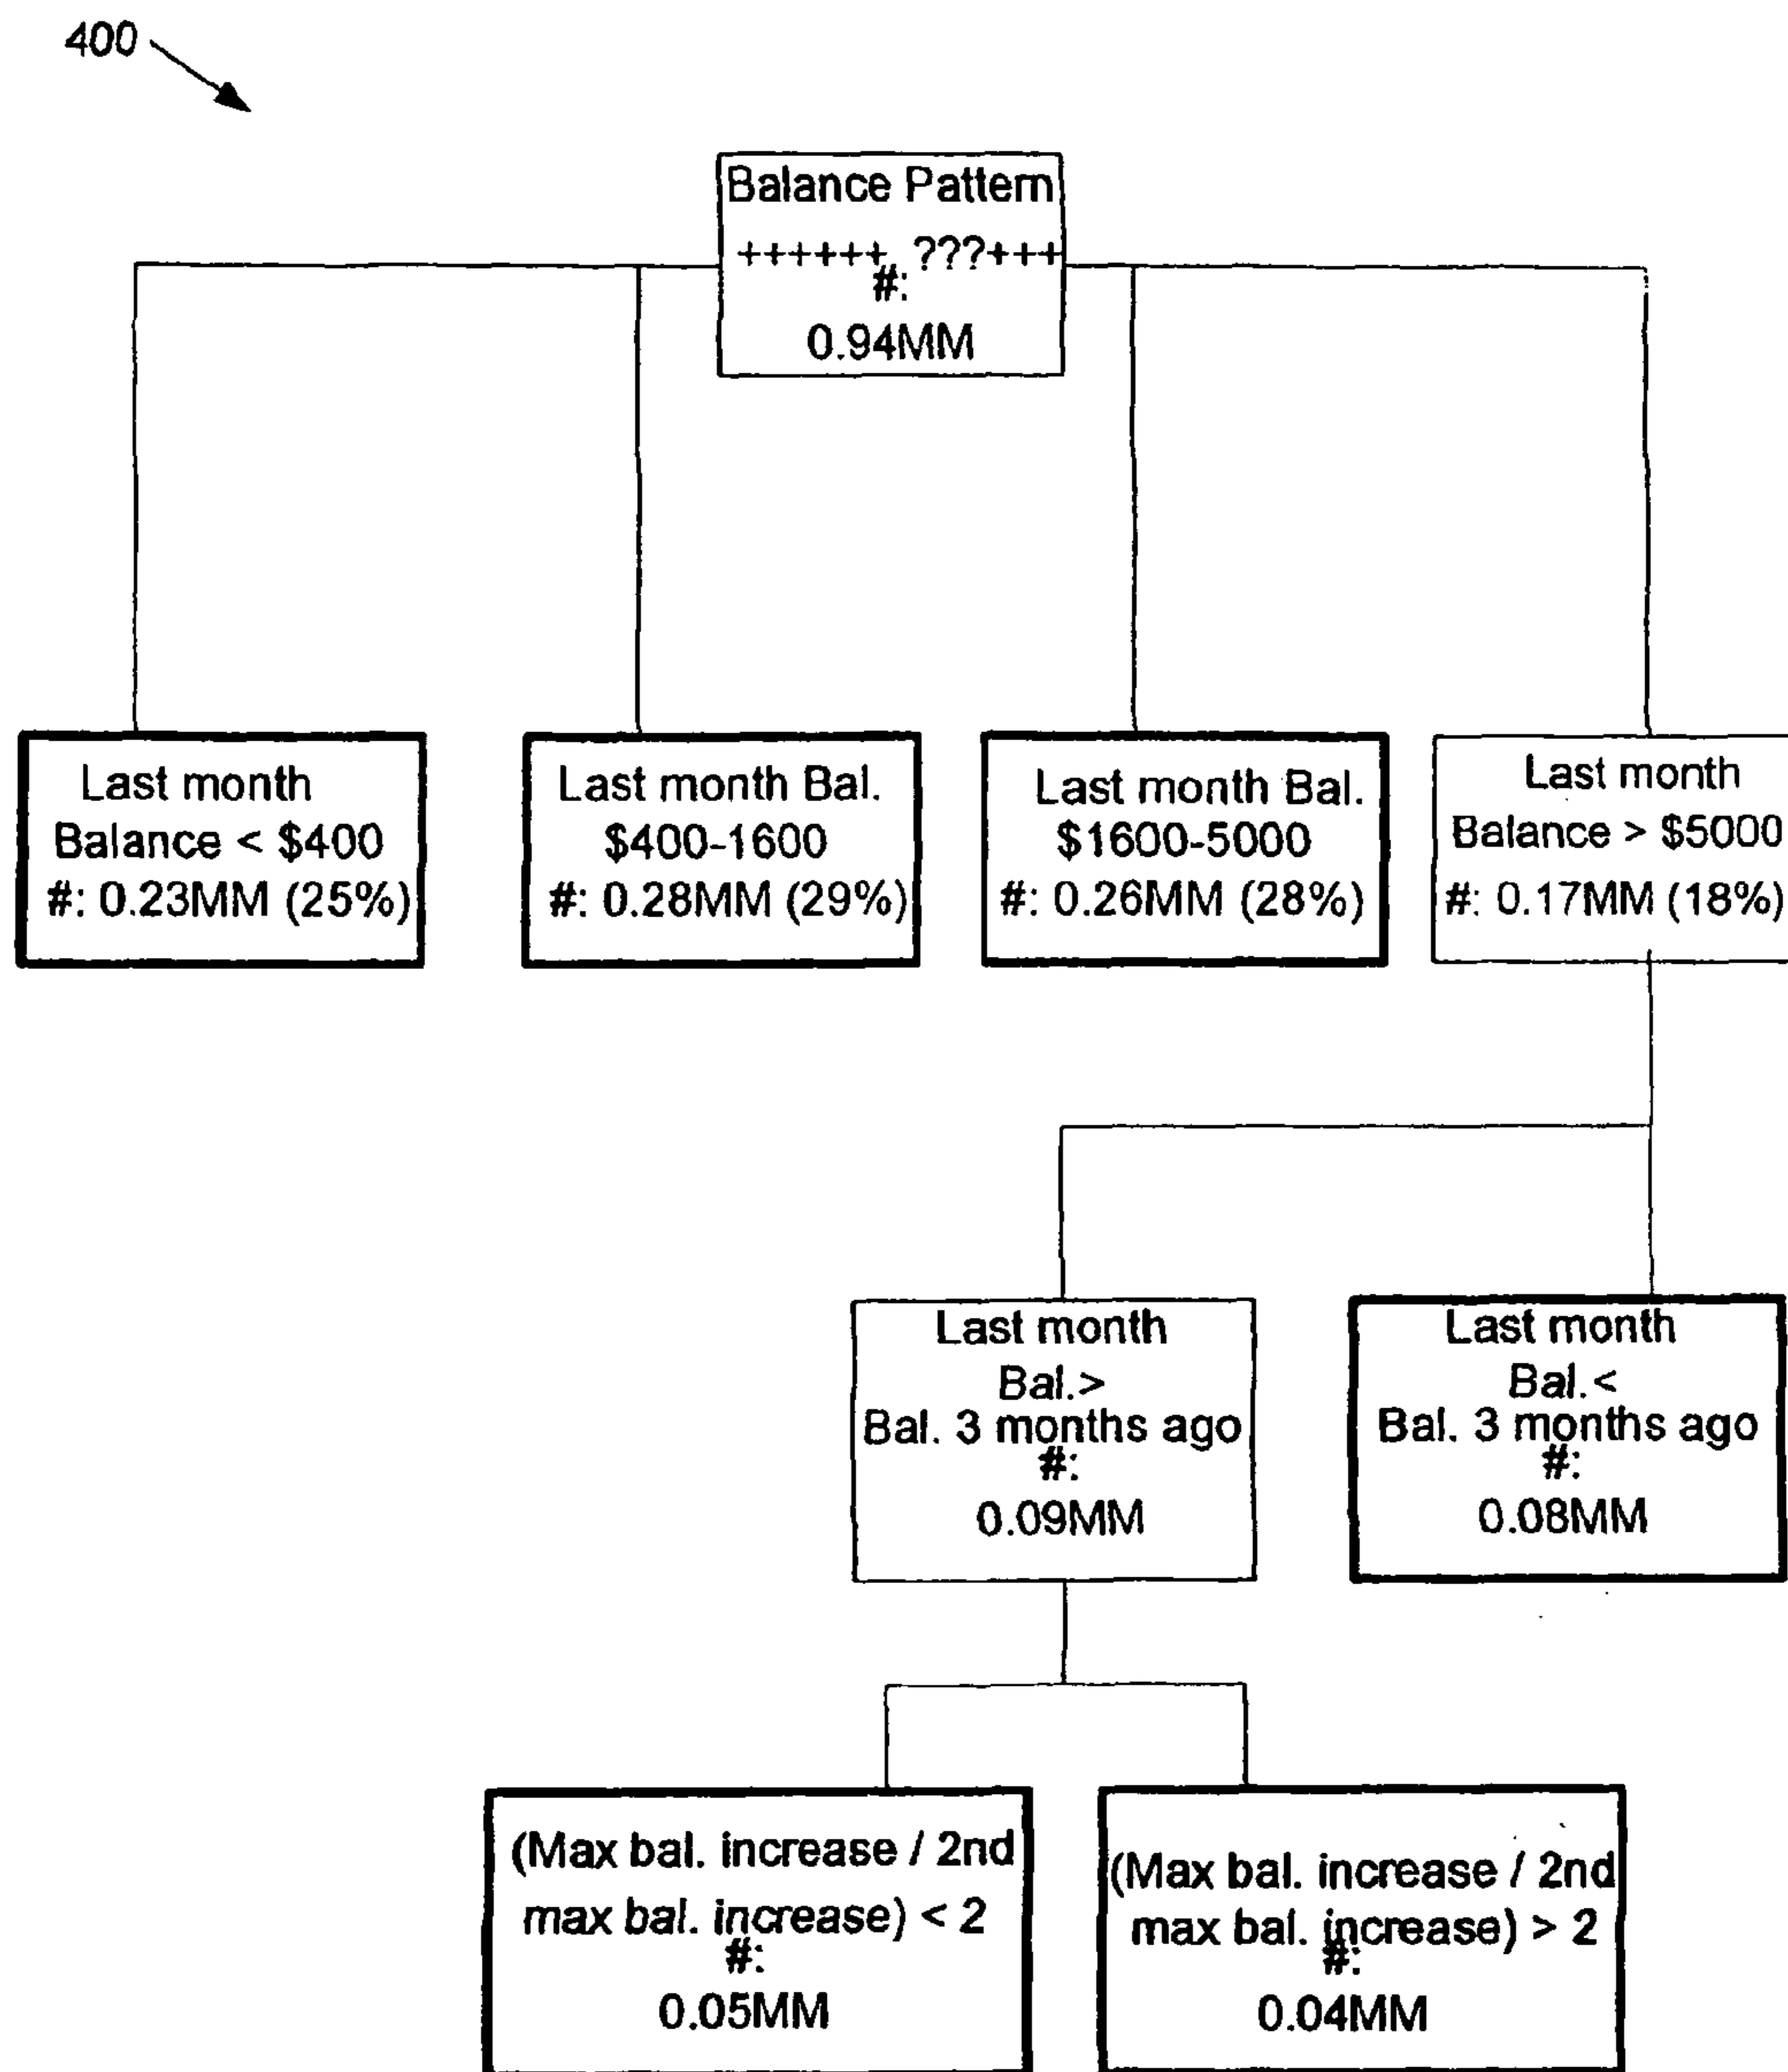 400
Balance Pattern
++++++, ???+++
#:
0.94MM
Last month
Balance < $400
#: 0.23MM (25%)
Last month Bal.
$400-1600
#: 0.28MM (29%)
Last month Bal.
$1600-5000
#: 0.26MM (28%)
Last month
Balance > $5000
#: 0.17MM (18%)
Last month
Bal.>
Bal. 3 months ago
#:
0.09MM
Last month
Bal.<
Bal. 3 months ago
#:
0.08MM
(Max bal. increase / 2nd
max bal. increase) < 2
#:
0.05MM
(Max bal. increase / 2nd
max bal. increase) > 2
#:
0.04MM